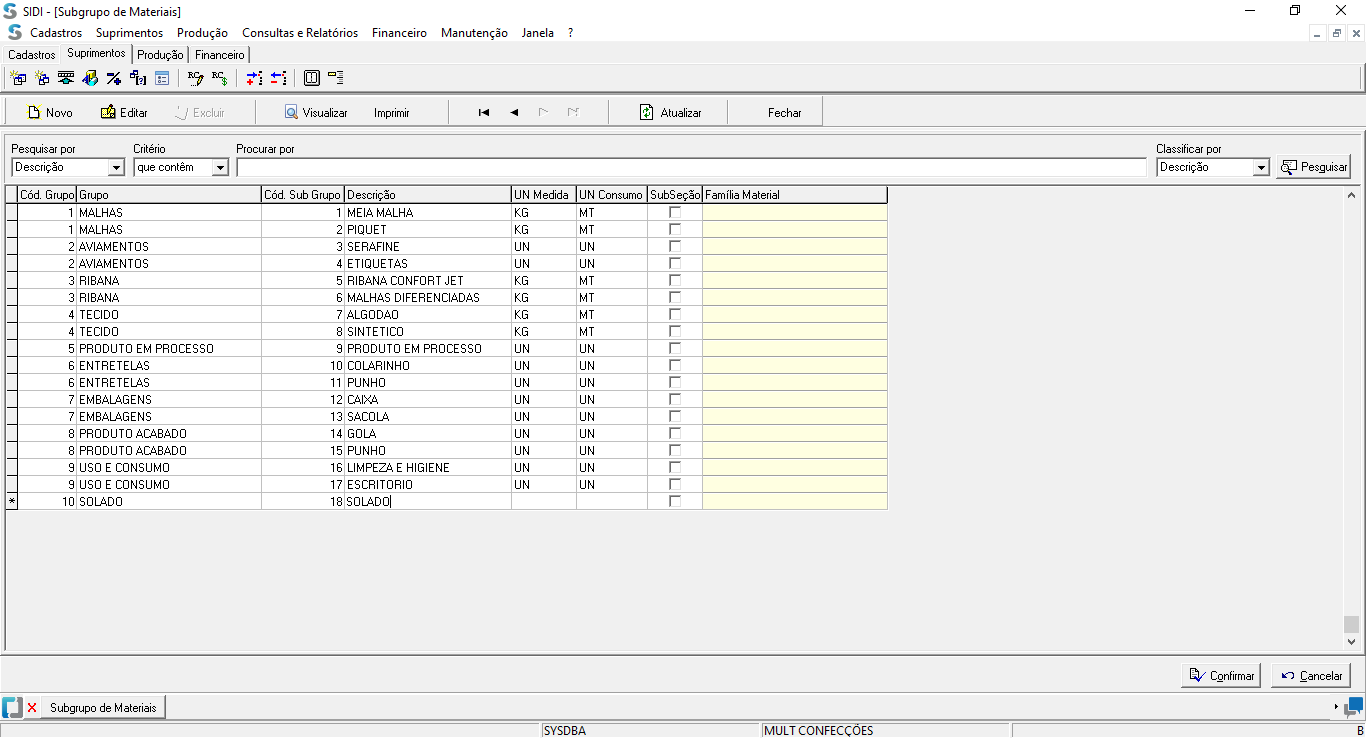 SIDI - [Subgrupo de Materiais]
Cadastros Suprimentos Produção Consultas e Relatórios Financeiro Manutenção Janela ?
Cadastros Suprimentos Produção Financeiro
Novo Editar Excluir Visualizar Imprimir Atualizar Fechar
Pesquisar por Critério Procurar por Classificar por
Descrição que contêm Descrição Pesquisar
Cód. Grupo Grupo Cód. Sub Grupo Descrição UN Medida UN Consumo SubSeção Família Material
1 MALHAS 1 MEIA MALHA KG MT
1 MALHAS 2 PIQUET KG MT
2 AVIAMENTOS 3 SERAFINE UN UN
2 AVIAMENTOS 4 ETIQUETAS UN UN
3 RIBANA 5 RIBANA CONFORT JET KG MT
3 RIBANA 6 MALHAS DIFERENCIADAS KG MT
4 TECIDO 7 ALGODAO KG MT
4 TECIDO 8 SINTETICO KG MT
5 PRODUTO EM PROCESSO 9 PRODUTO EM PROCESSO UN UN
6 ENTRETELAS 10 COLARINHO UN UN
6 ENTRETELAS 11 PUNHO UN UN
7 EMBALAGENS 12 CAIXA UN UN
7 EMBALAGENS 13 SACOLA UN UN
8 PRODUTO ACABADO 14 GOLA UN UN
8 PRODUTO ACABADO 15 PUNHO UN UN
9 USO E CONSUMO 16 LIMPEZA E HIGIENE UN UN
9 USO E CONSUMO 17 ESCRITORIO UN UN
* 10 SOLADO 18 SOLADO
Confirmar Cancelar
Subgrupo de Materiais
SYSDBA MULT CONFECÇÕES B